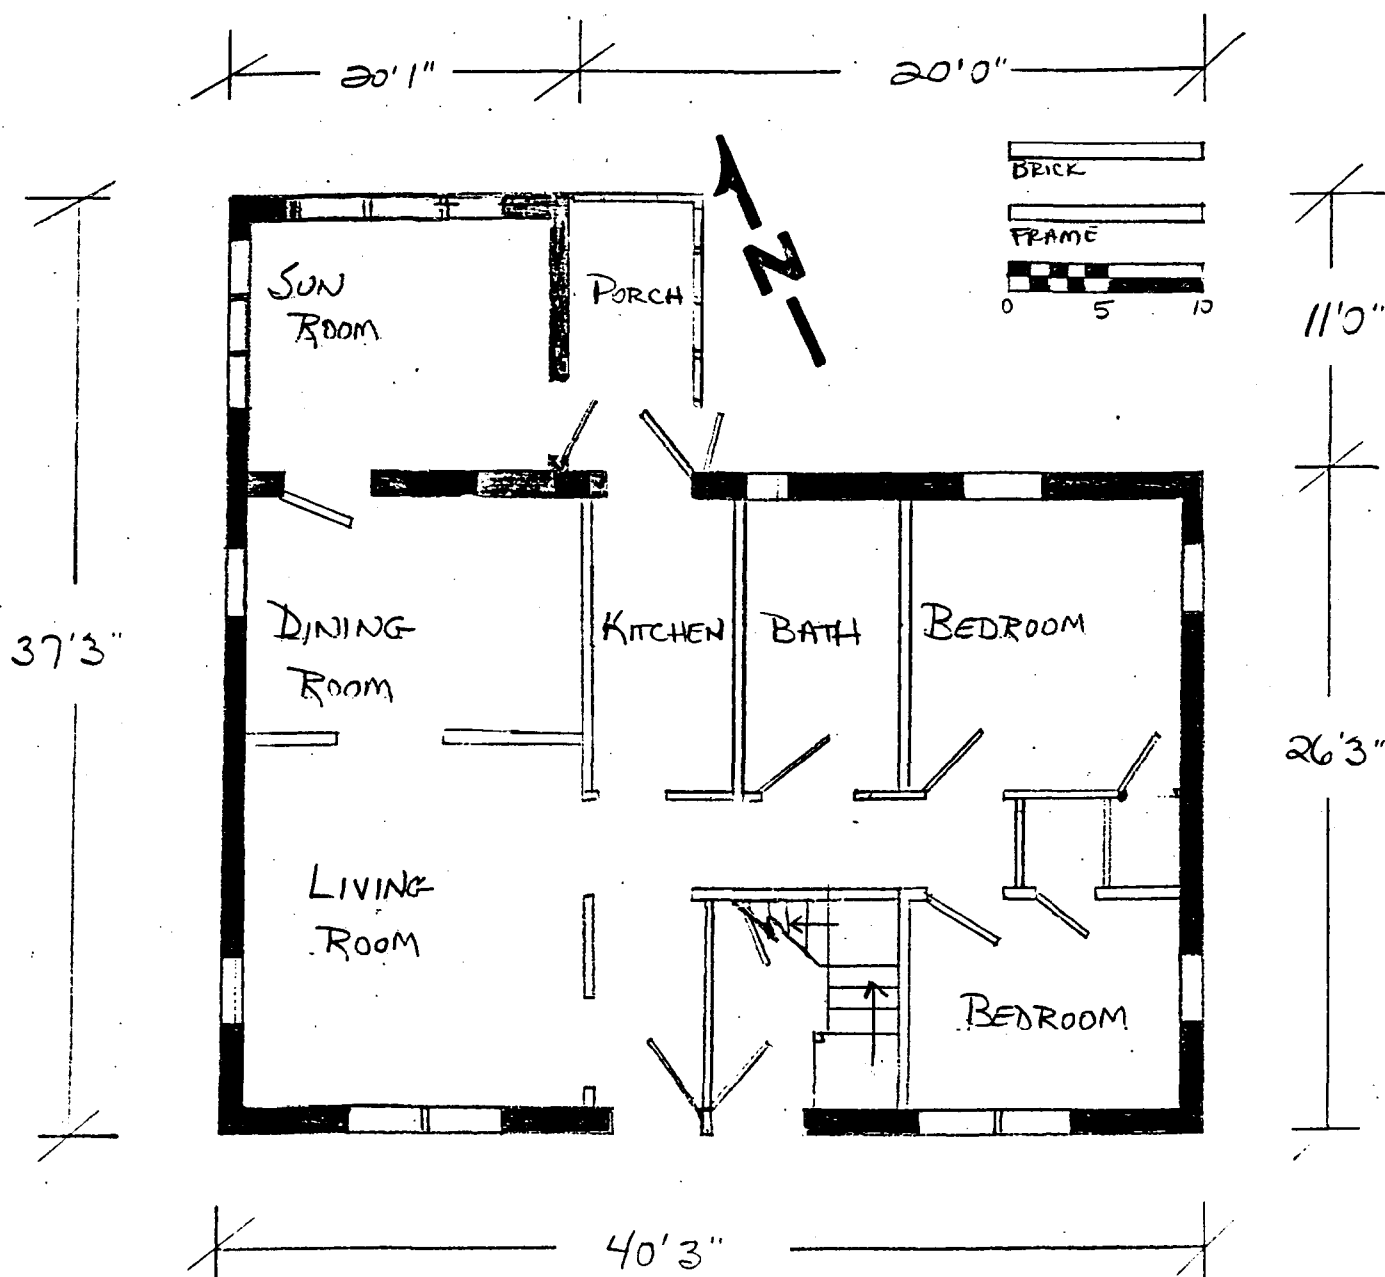 20'1"
20'0"
BRICK
FRAME
0 5 10
N
SUN
ROOM
PORCH
11'0"
DINING
ROOM
KITCHEN
BATH
BEDROOM
37'3"
26'3"
LIVING
ROOM
BEDROOM
40'3"